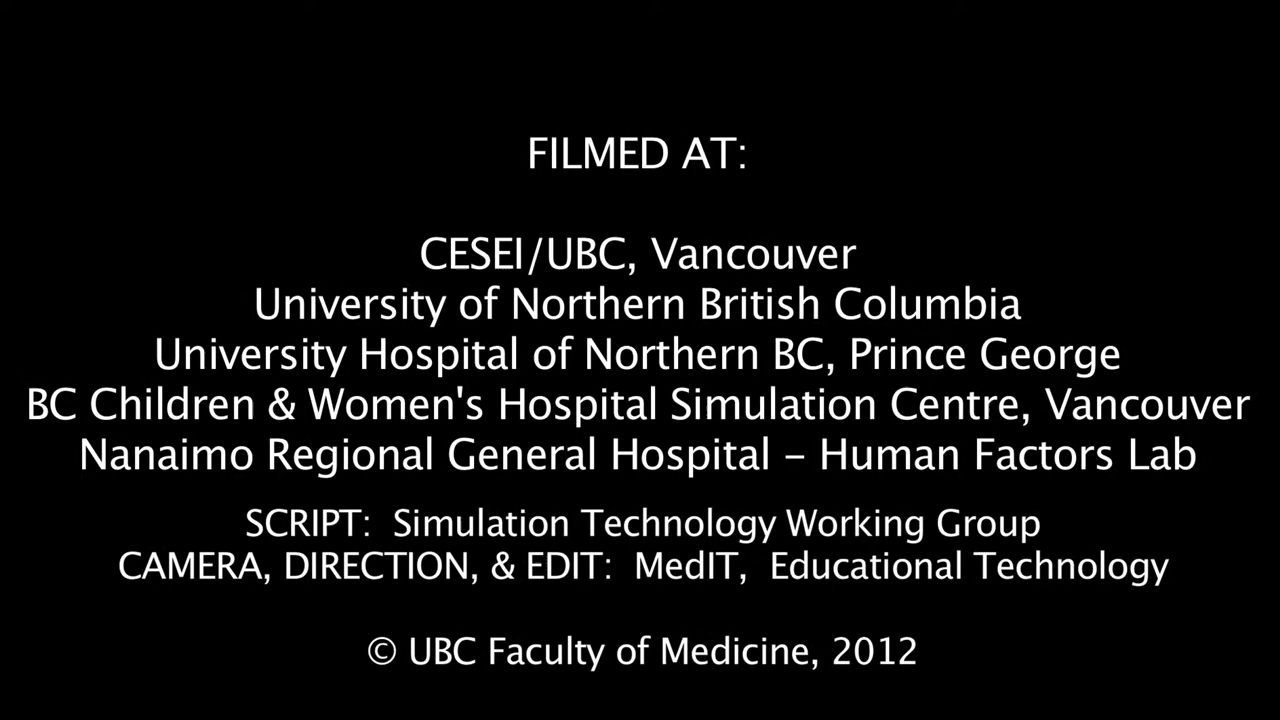 FILMED AT:
CESEI/UBC, Vancouver
University of Northern British Columbia
University Hospital of Northern BC, Prince George
BC Children & Women's Hospital Simulation Centre, Vancouver
Nanaimo Regional General Hospital – Human Factors Lab
SCRIPT: Simulation Technology Working Group
CAMERA, DIRECTION, & EDIT: MedIT, Educational Technology
© UBC Faculty of Medicine, 2012